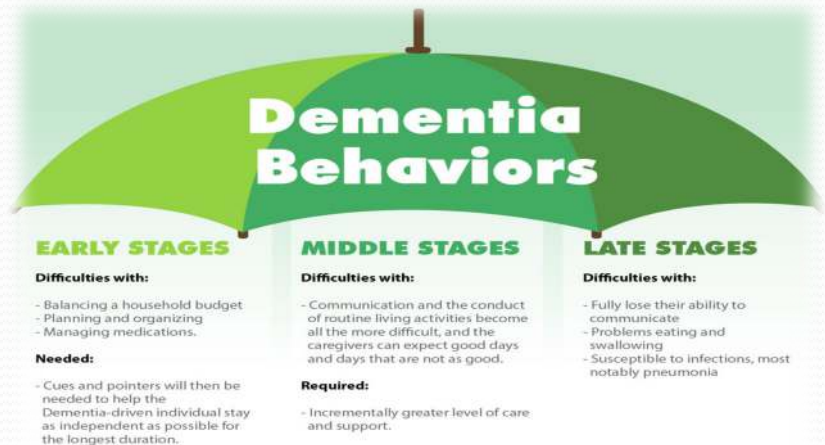 Dementia
Behaviors
EARLY STAGES
Difficulties with:
- Balancing a household budget
- Planning and organizing
- Managing medications.
Needed:
- Cues and pointers will then be
needed to help the
Dementia-driven individual stay
as independent as possible for
the longest duration.
MIDDLE STAGES
Difficulties with:
- Communication and the conduct
of routine living activities become
all the more difficult, and the
caregivers can expect good days
and days that are not as good.
Required:
- Incrementally greater level of care
and support.
LATE STAGES
Difficulties with:
- Fully lose their ability to
communicate
- Problems eating and
swallowing
- Susceptible to infections, most
notably pneumonia